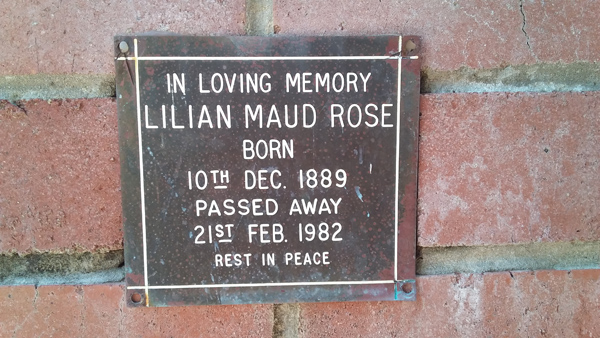 IN LOVING MEMORY
LILIAN MAUD ROSE
BORN
10TH DEC. 1889
PASSED AWAY
21ST FEB. 1982
REST IN PEACE